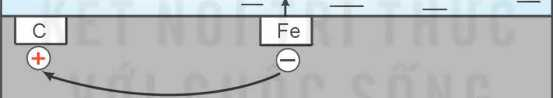 C Fe
+ −
KẾT NỐI TRI THỨC
VỚI CUỘC SỐNG